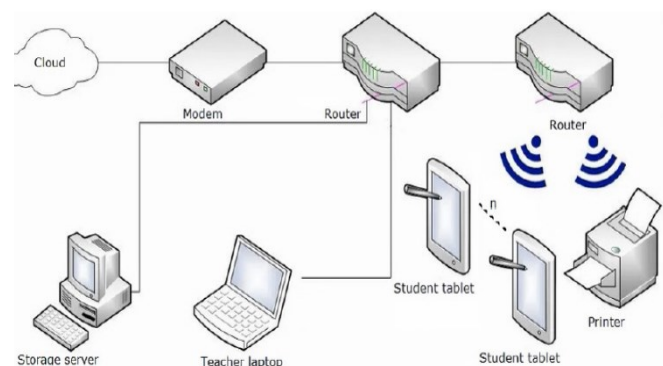 Cloud
Modem
Router
Router
n
Student tablet
Printer
Storage server
Teacher laptop
Student tablet